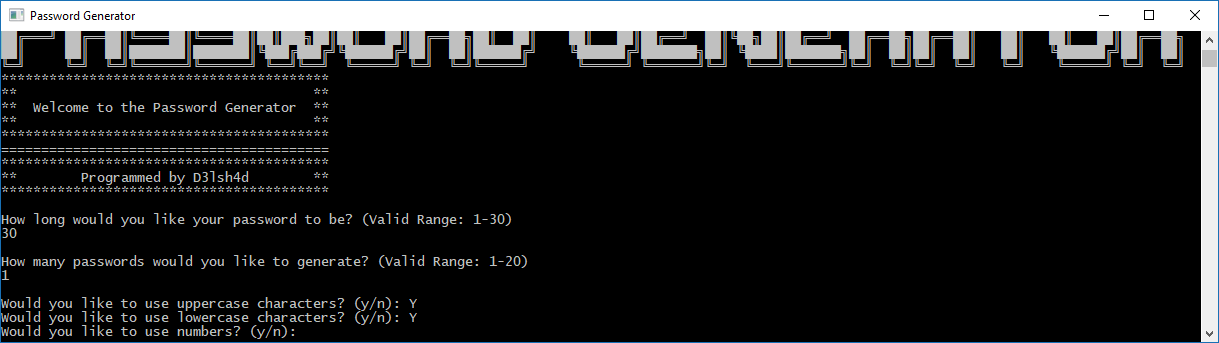 Password Generator
*****************************************
**                                     **
**  Welcome to the Password Generator  **
**                                     **
*****************************************
=========================================
*****************************************
**        Programmed by D3lsh4d        **
*****************************************
How long would you like your password to be? (Valid Range: 1-30)
30
How many passwords would you like to generate? (Valid Range: 1-20)
1
Would you like to use uppercase characters? (y/n): Y
Would you like to use lowercase characters? (y/n): Y
Would you like to use numbers? (y/n):